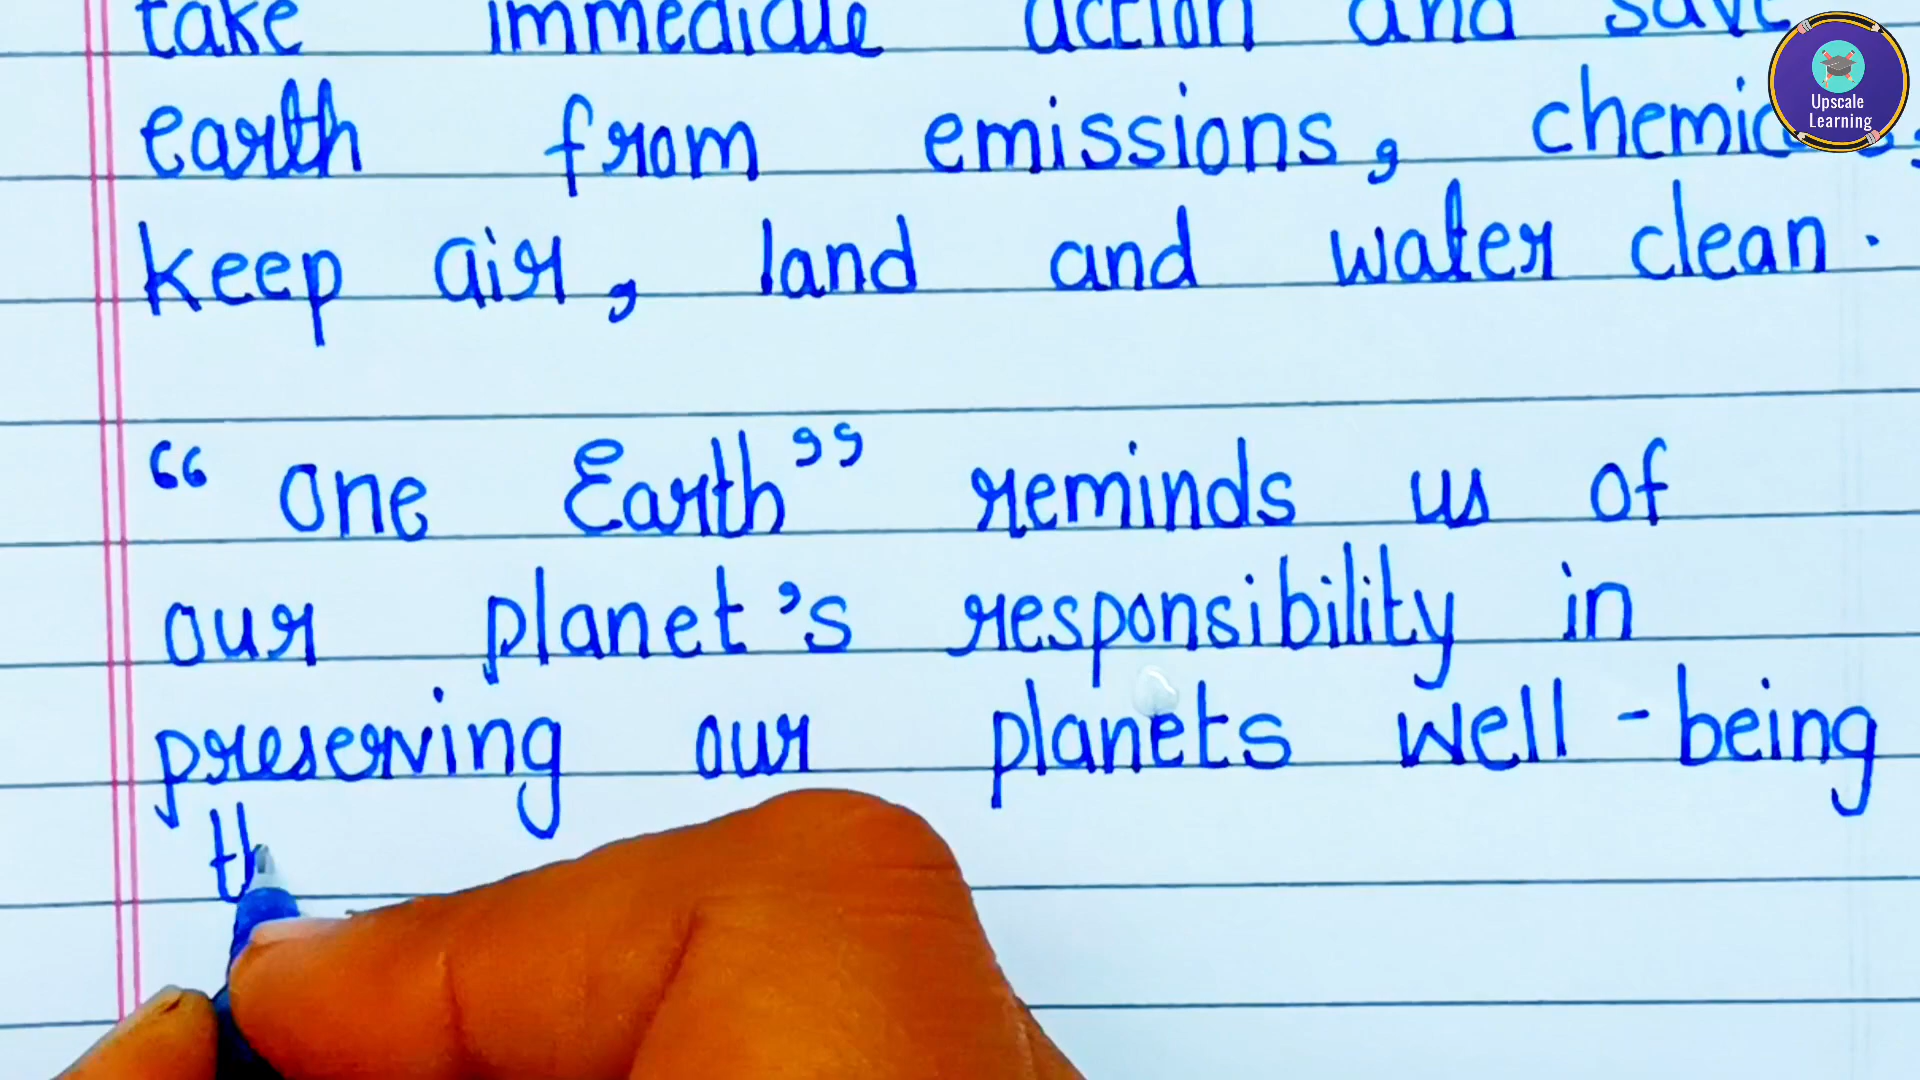 take immediate action and save
earth from emissions,
keep air, land and water clean.
“one Earth” reminds us of
our planet's responsibility in
preserving our planets well-being
th
Upscale
Learning